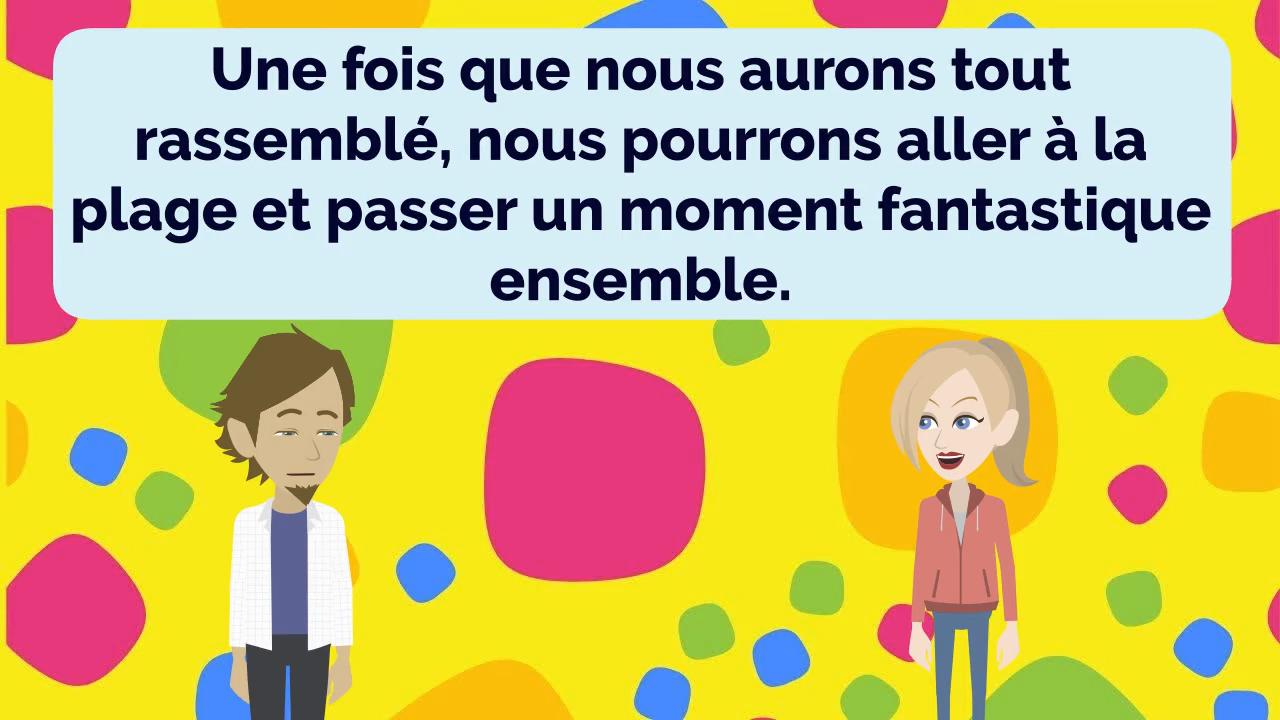 Une fois que nous aurons tout
rassemblé, nous pourrons aller à la
plage et passer un moment fantastique
ensemble.